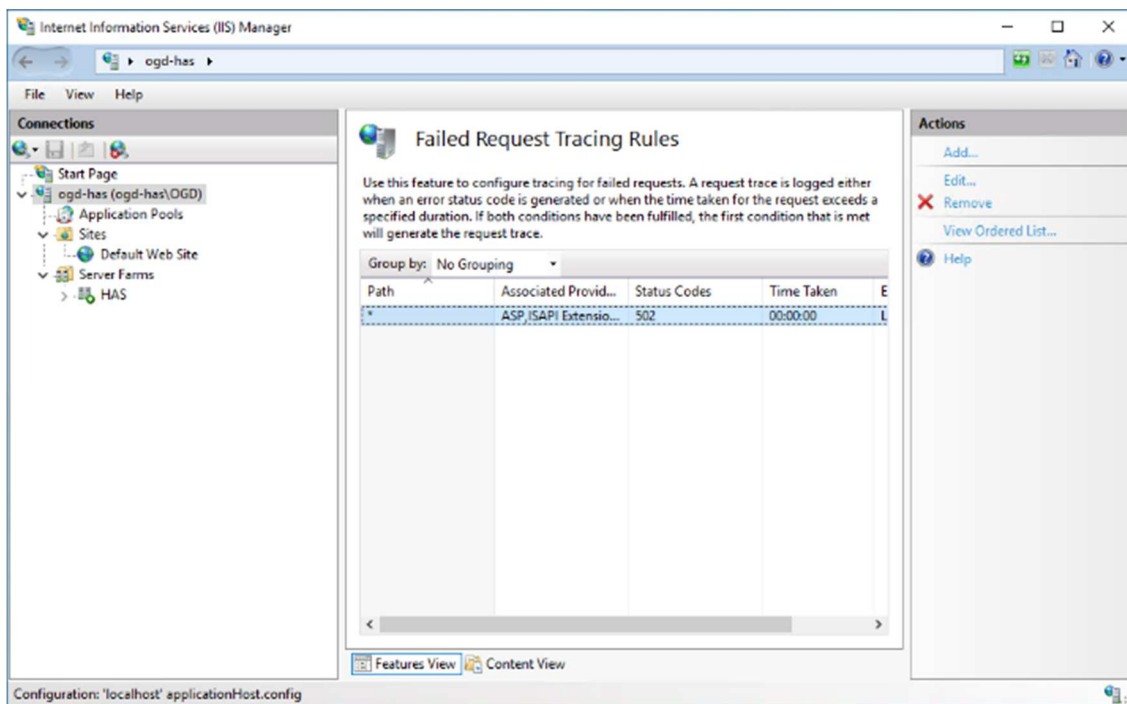 Internet Information Services (IIS) Manager
ogd-has
File View Help
Connections
Start Page
ogd-has (ogd-has\OGD)
Application Pools
Sites
Default Web Site
Server Farms
HAS
Failed Request Tracing Rules
Use this feature to configure tracing for failed requests. A request trace is logged either
when an error status code is generated or when the time taken for the request exceeds a
specified duration. If both conditions have been fulfilled, the first condition that is met
will generate the request trace.
Group by: No Grouping
Path Associated Provid... Status Codes Time Taken E
* ASP,ISAPI Extensio... 502 00:00:00 L
Features View Content View
Actions
Add...
Edit...
Remove
View Ordered List...
Help
Configuration: 'localhost' applicationHost.config